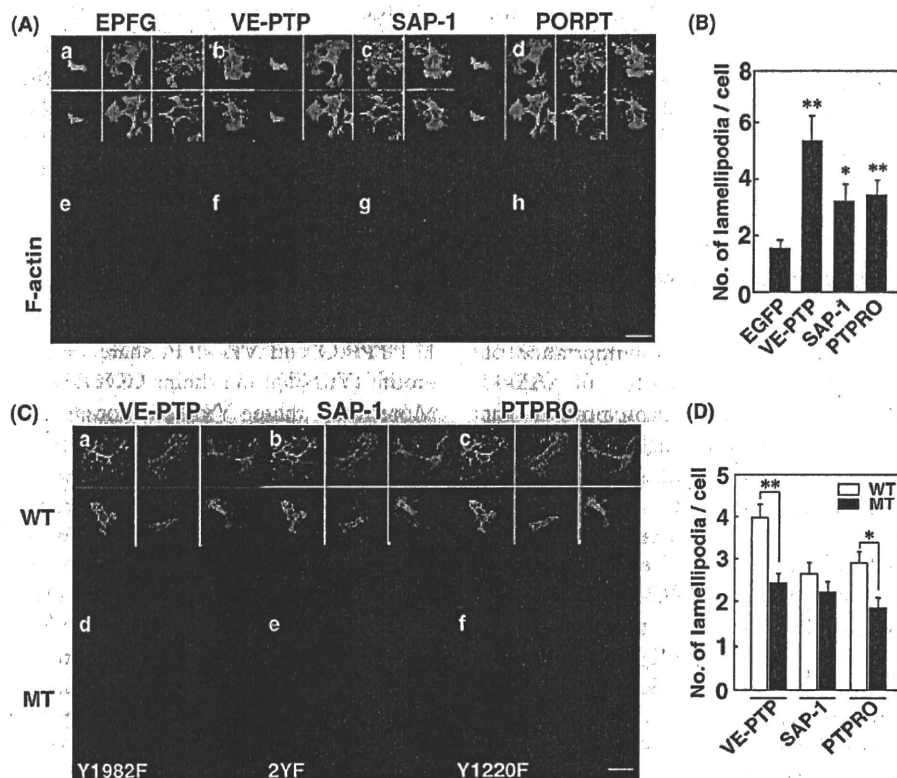 (A)
EPFG VE-PTP SAP-1 PORPT
a b c d
e f g h
F-actin
(B)
No. of lamellipodia / cell
8
6
4
2
0
** * **
EGFP VE-PTP SAP-1 PTPRO
(C)
VE-PTP SAP-1 PTPRO
a b c
WT
d e f
MT
Y1982F 2YF Y1220F
(D)
No. of lamellipodia / cell
5
4
3
2
1
0
WT
MT
** *
VE-PTP SAP-1 PTPRO